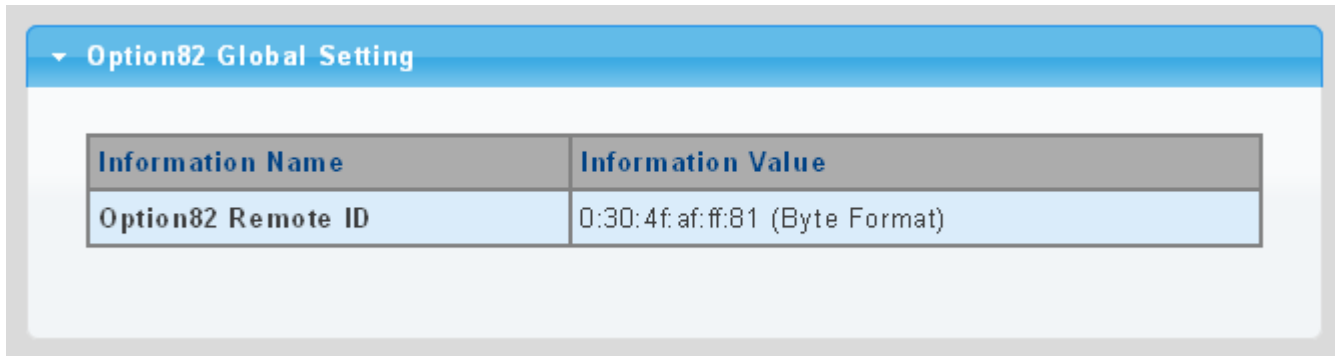 Option82 Global Setting
Information Name Information Value
Option82 Remote ID 0:30:4f:af:ff:81 (Byte Format)